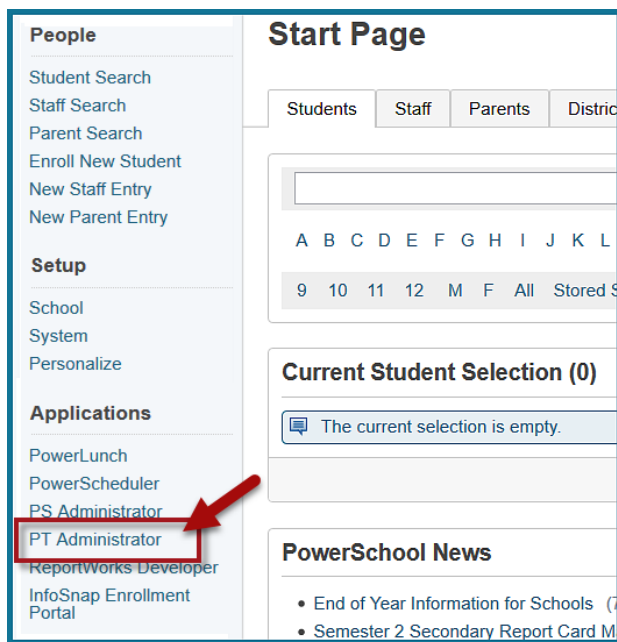 People
Student Search
Staff Search
Parent Search
Enroll New Student
New Staff Entry
New Parent Entry
Setup
School
System
Personalize
Applications
PowerLunch
PowerScheduler
PS Administrator
PT Administrator
ReportWorks Developer
InfoSnap Enrollment
Portal
Start Page
Students Staff Parents Distric
A B C D E F G H I J K L
9 10 11 12 M F All Stored S
Current Student Selection (0)
The current selection is empty.
PowerSchool News
• End of Year Information for Schools (7
• Semester 2 Secondary Report Card M